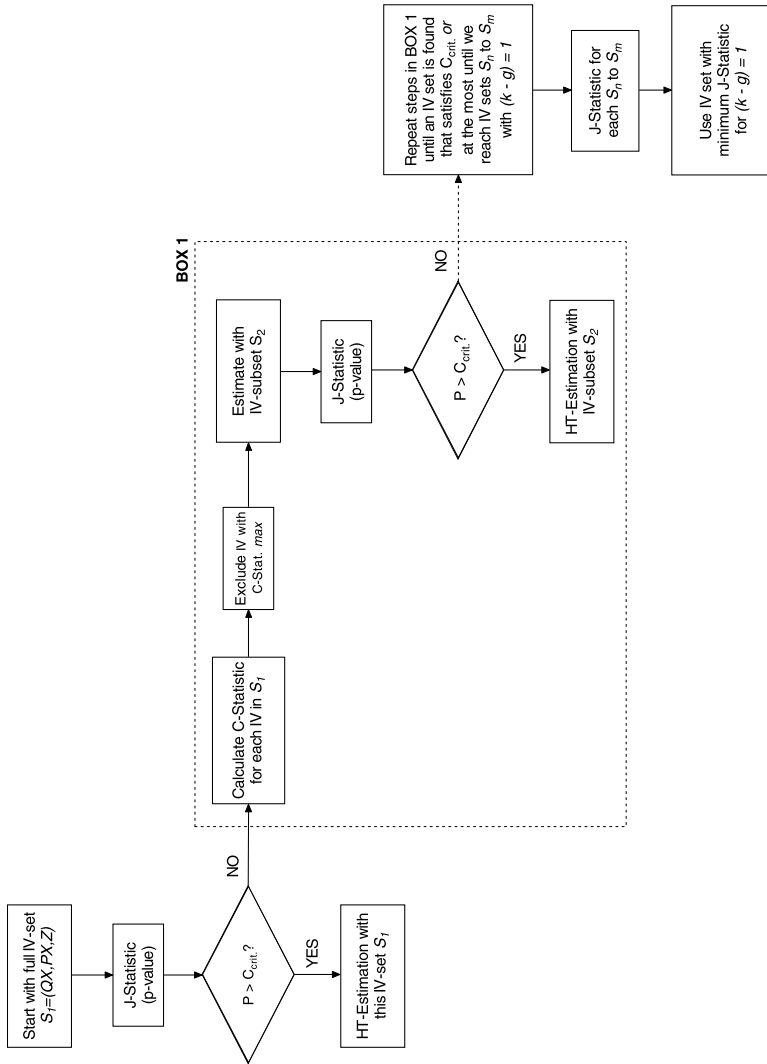 Start with full IV-set
S1=(QX,PX,Z)
J-Statistic
(p-value)
P > Ccrit.?
NO
YES
HT-Estimation with
this IV-set S1
BOX 1
Calculate C-Statistic
for each IV in S1
Exclude IV with
C-Stat. max
Estimate with
IV-subset S2
J-Statistic
(p-value)
P > Ccrit.?
NO
YES
HT-Estimation with
IV-subset S2
Repeat steps in BOX 1
until an IV set is found
that satisfies Ccrit. or
at the most until we
reach IV sets Sn to Sm
with (k - g) = 1
J-Statistic for
each Sn to Sm
Use IV set with
minimum J-Statistic
for (k - g) = 1